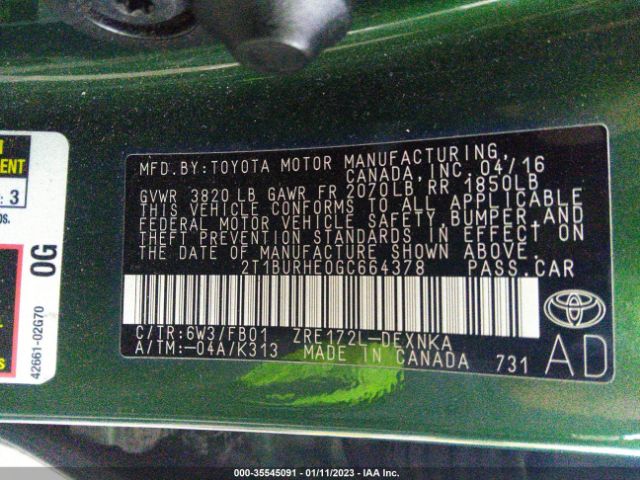 MFD.BY:TOYOTA MOTOR MANUFACTURING,
CANADA, INC. 04/16
GVWR 3820 LB GAWR FR 2070LB RR 1850LB
THIS VEHICLE CONFORMS TO ALL APPLICABLE
FEDERAL MOTOR VEHICLE SAFETY, BUMPER, AND
THEFT PREVENTION STANDARDS IN EFFECT ON
THE DATE OF MANUFACTURE SHOWN ABOVE.
2T1BURHE0GC664378 PASS.CAR
C/TR:6W3/FB01 ZRE172L-DEXNKA
A/TM:-04A/K313 MADE IN CANADA 731
TOYOTA
AD
3
0G
42661-02G70
000-35545091 - 01/11/2023 - IAA Inc.